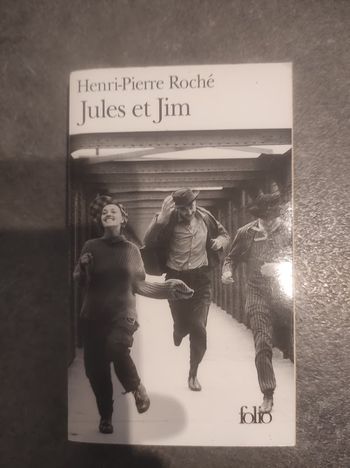 Henri-Pierre Roché
Jules et Jim
folio